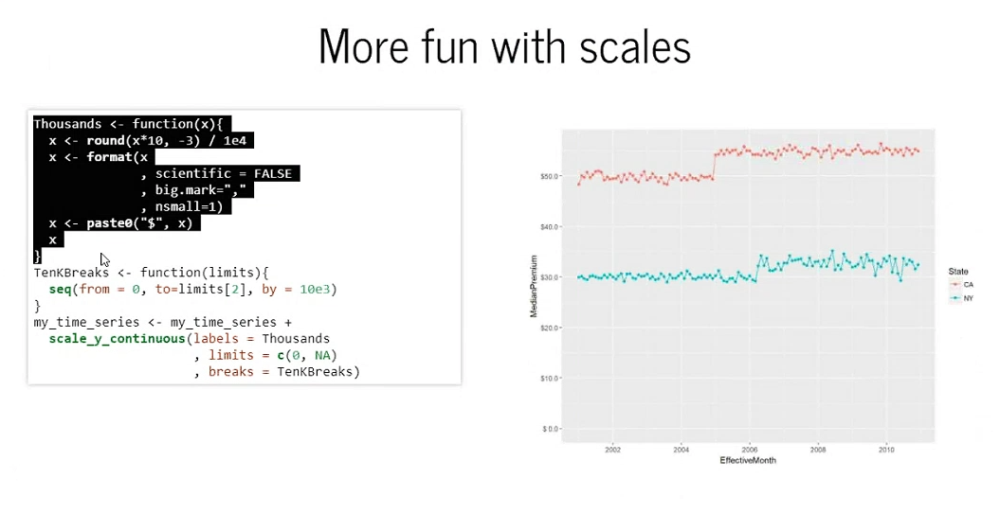 More fun with scales
Thousands <- function(x){
  x <- round(x*10, -3) / 1e4
  x <- format(x
              , scientific = FALSE
              , big.mark=","
              , nsmall=1)
  x <- paste0("$", x)
  x
}
TenKBreaks <- function(limits){
  seq(from = 0, to=limits[2], by = 10e3)
}
my_time_series <- my_time_series +
  scale_y_continuous(labels = Thousands
                     , limits = c(0, NA)
                     , breaks = TenKBreaks)
MedianPremium
$50.0
$40.0
$30.0
$20.0
$10.0
$ 0.0
2002 2004 2006 2008 2010
EffectiveMonth
State
CA
NY